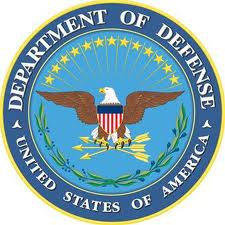 DEPARTMENT OF DEFENSE
UNITED STATES OF AMERICA